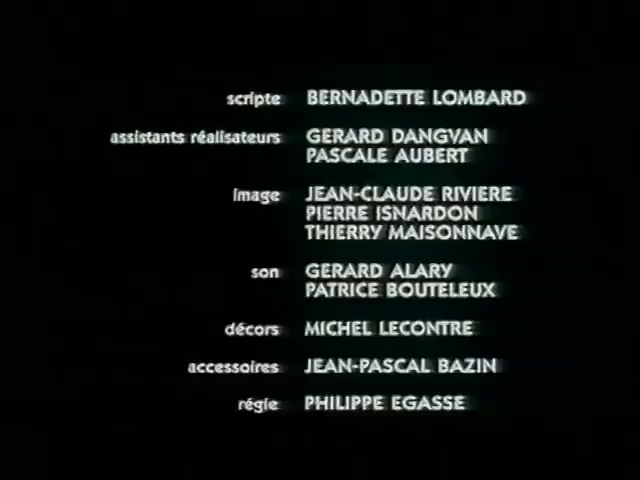 scripte BERNADETTE LOMBARD
assistants réalisateurs GERARD DANGVAN
PASCALE AUBERT
image JEAN-CLAUDE RIVIERE
PIERRE ISNARDON
THIERRY MAISONNAVE
son GERARD ALARY
PATRICE BOUTELEUX
décors MICHEL LECONTRE
accessoires JEAN-PASCAL BAZIN
régie PHILIPPE EGASSE